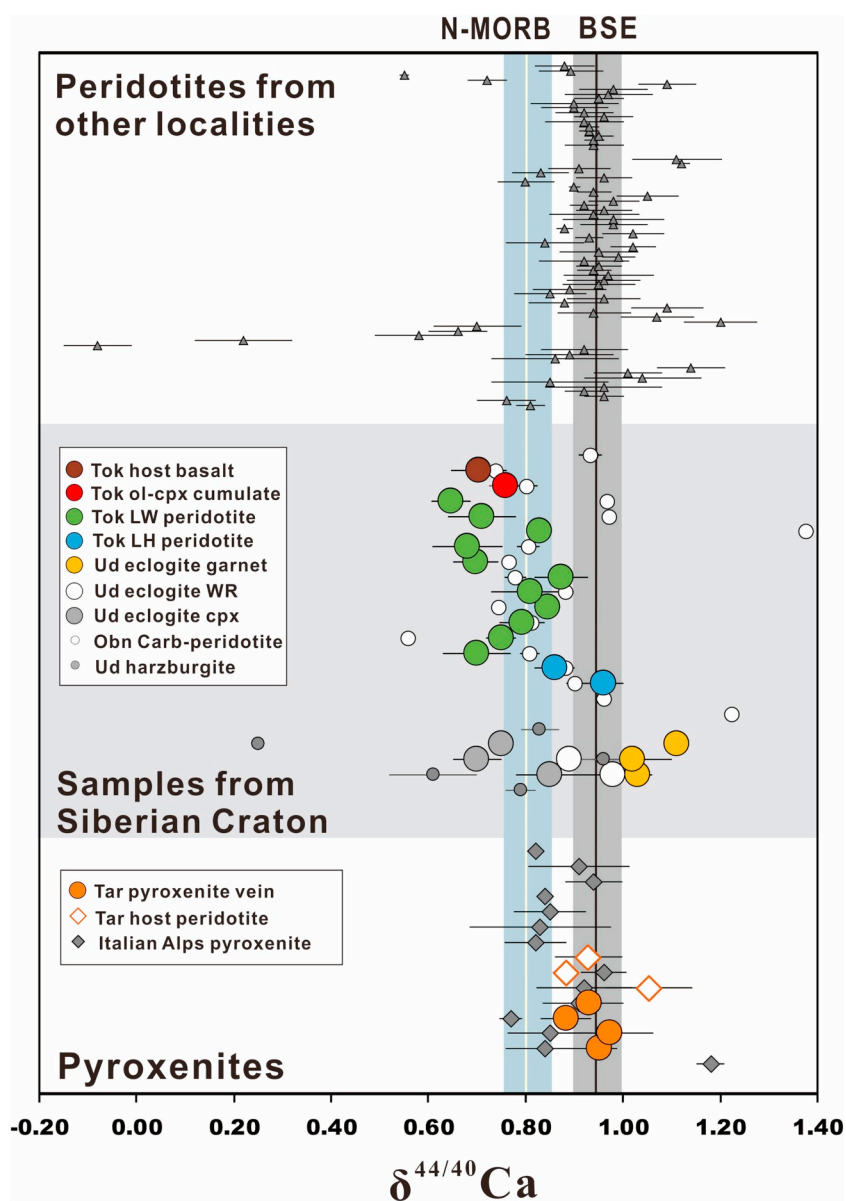 N-MORB BSE
Peridotites from
other localities
Tok host basalt
Tok ol-cpx cumulate
Tok LW peridotite
Tok LH peridotite
Ud eclogite garnet
Ud eclogite WR
Ud eclogite cpx
Obn Carb-peridotite
Ud harzburgite
Samples from
Siberian Craton
Tar pyroxenite vein
Tar host peridotite
Italian Alps pyroxenite
Pyroxenites
-0.20 0.00 0.20 0.40 0.60 0.80 1.00 1.20 1.40
δ⁴⁴/⁴⁰Ca